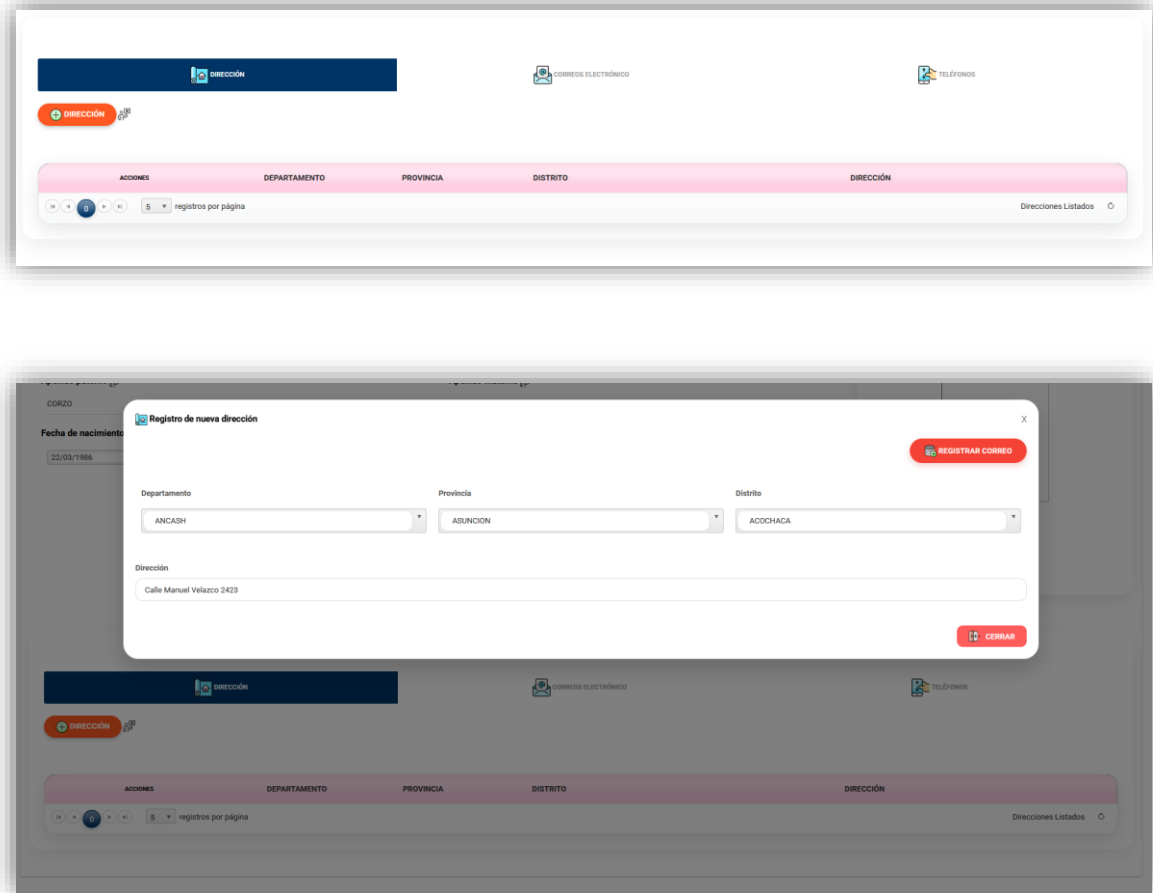 DIRECCIÓN
CORREOS ELECTRÓNICO
TELÉFONOS
DIRECCIÓN
ACCIONES DEPARTAMENTO PROVINCIA DISTRITO DIRECCIÓN
0 5 registros por página Direcciones Listados
CORZO
Fecha de nacimiento
22/03/1986
Registro de nueva dirección X
REGISTRAR CORREO
Departamento Provincia Distrito
ANCASH ASUNCION ACOCHACA
Dirección
Calle Manuel Velazco 2423
CERRAR
DIRECCIÓN
CORREOS ELECTRÓNICO
TELÉFONOS
DIRECCIÓN
ACCIONES DEPARTAMENTO PROVINCIA DISTRITO DIRECCIÓN
0 5 registros por página Direcciones Listados